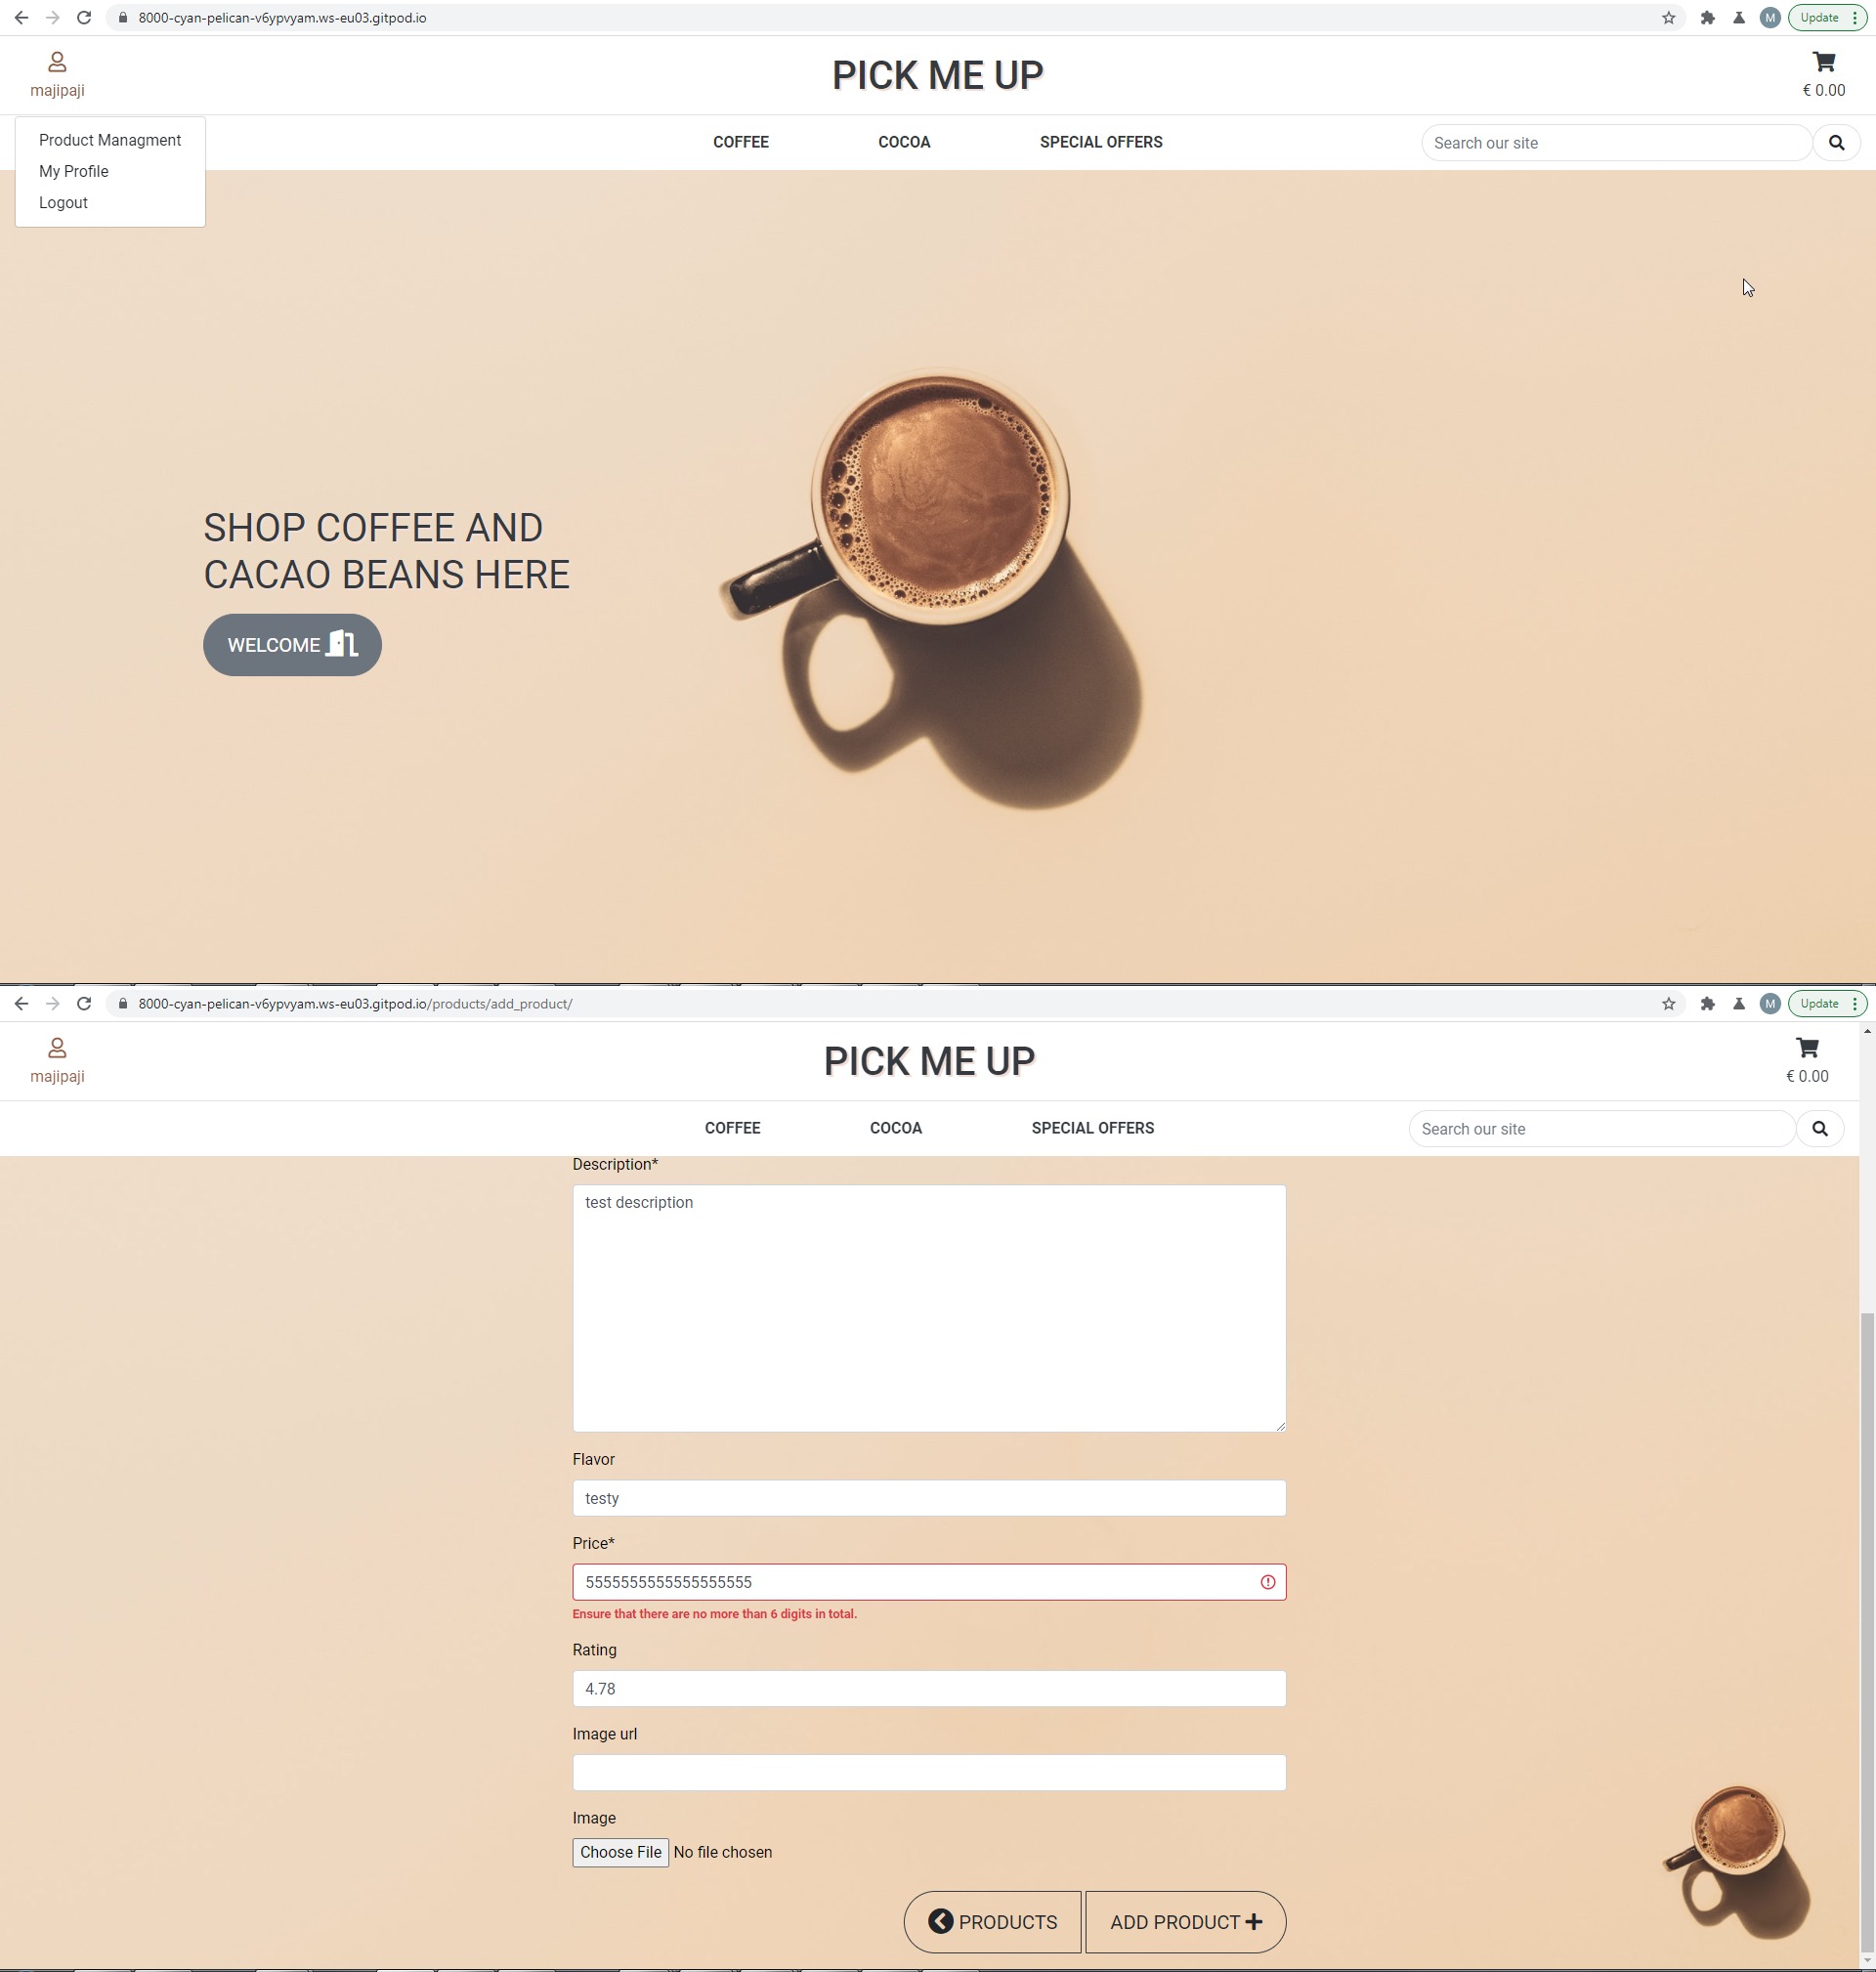 8000-cyan-pelican-v6ypvyam.ws-eu03.gitpod.io
M
Update
majipaji
PICK ME UP
€ 0.00
Product Managment
My Profile
Logout
COFFEE
COCOA
SPECIAL OFFERS
Search our site
SHOP COFFEE AND
CACAO BEANS HERE
WELCOME
8000-cyan-pelican-v6ypvyam.ws-eu03.gitpod.io/products/add_product/
M
Update
majipaji
PICK ME UP
€ 0.00
COFFEE
COCOA
SPECIAL OFFERS
Search our site
Description*
test description
Flavor
testy
Price*
5555555555555555555
Ensure that there are no more than 6 digits in total.
Rating
4.78
Image url
Image
Choose File No file chosen
PRODUCTS
ADD PRODUCT